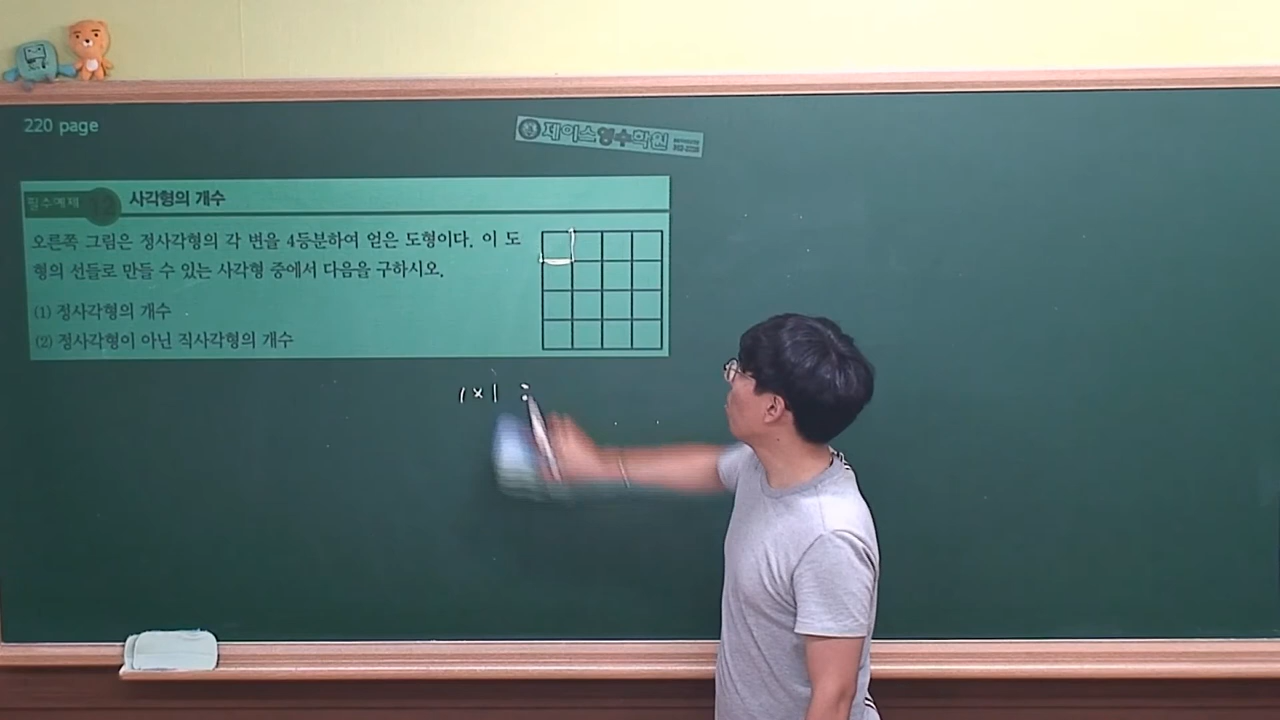 220 page
제이스영수학원
필수예제 12 사각형의 개수
오른쪽 그림은 정사각형의 각 변을 4등분하여 얻은 도형이다. 이 도
형의 선들로 만들 수 있는 사각형 중에서 다음을 구하시오.
(1) 정사각형의 개수
(2) 정사각형이 아닌 직사각형의 개수
1×1 :